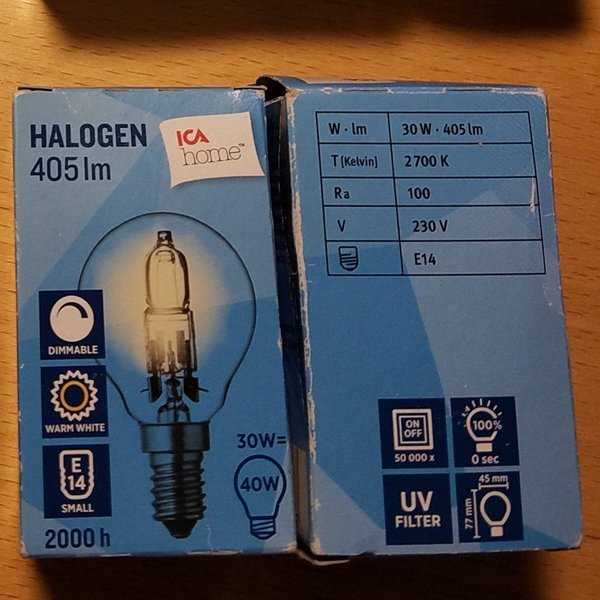 HALOGEN
405 lm
ICA
home™
DIMMABLE
WARM WHITE
E
14
SMALL
2000 h
30W=
40W
W · lm 30 W · 405 lm
T [Kelvin] 2700 K
Ra 100
V 230 V
E14
ON
OFF
50 000 x
100%
0 sec
UV
FILTER
45 mm
77 mm